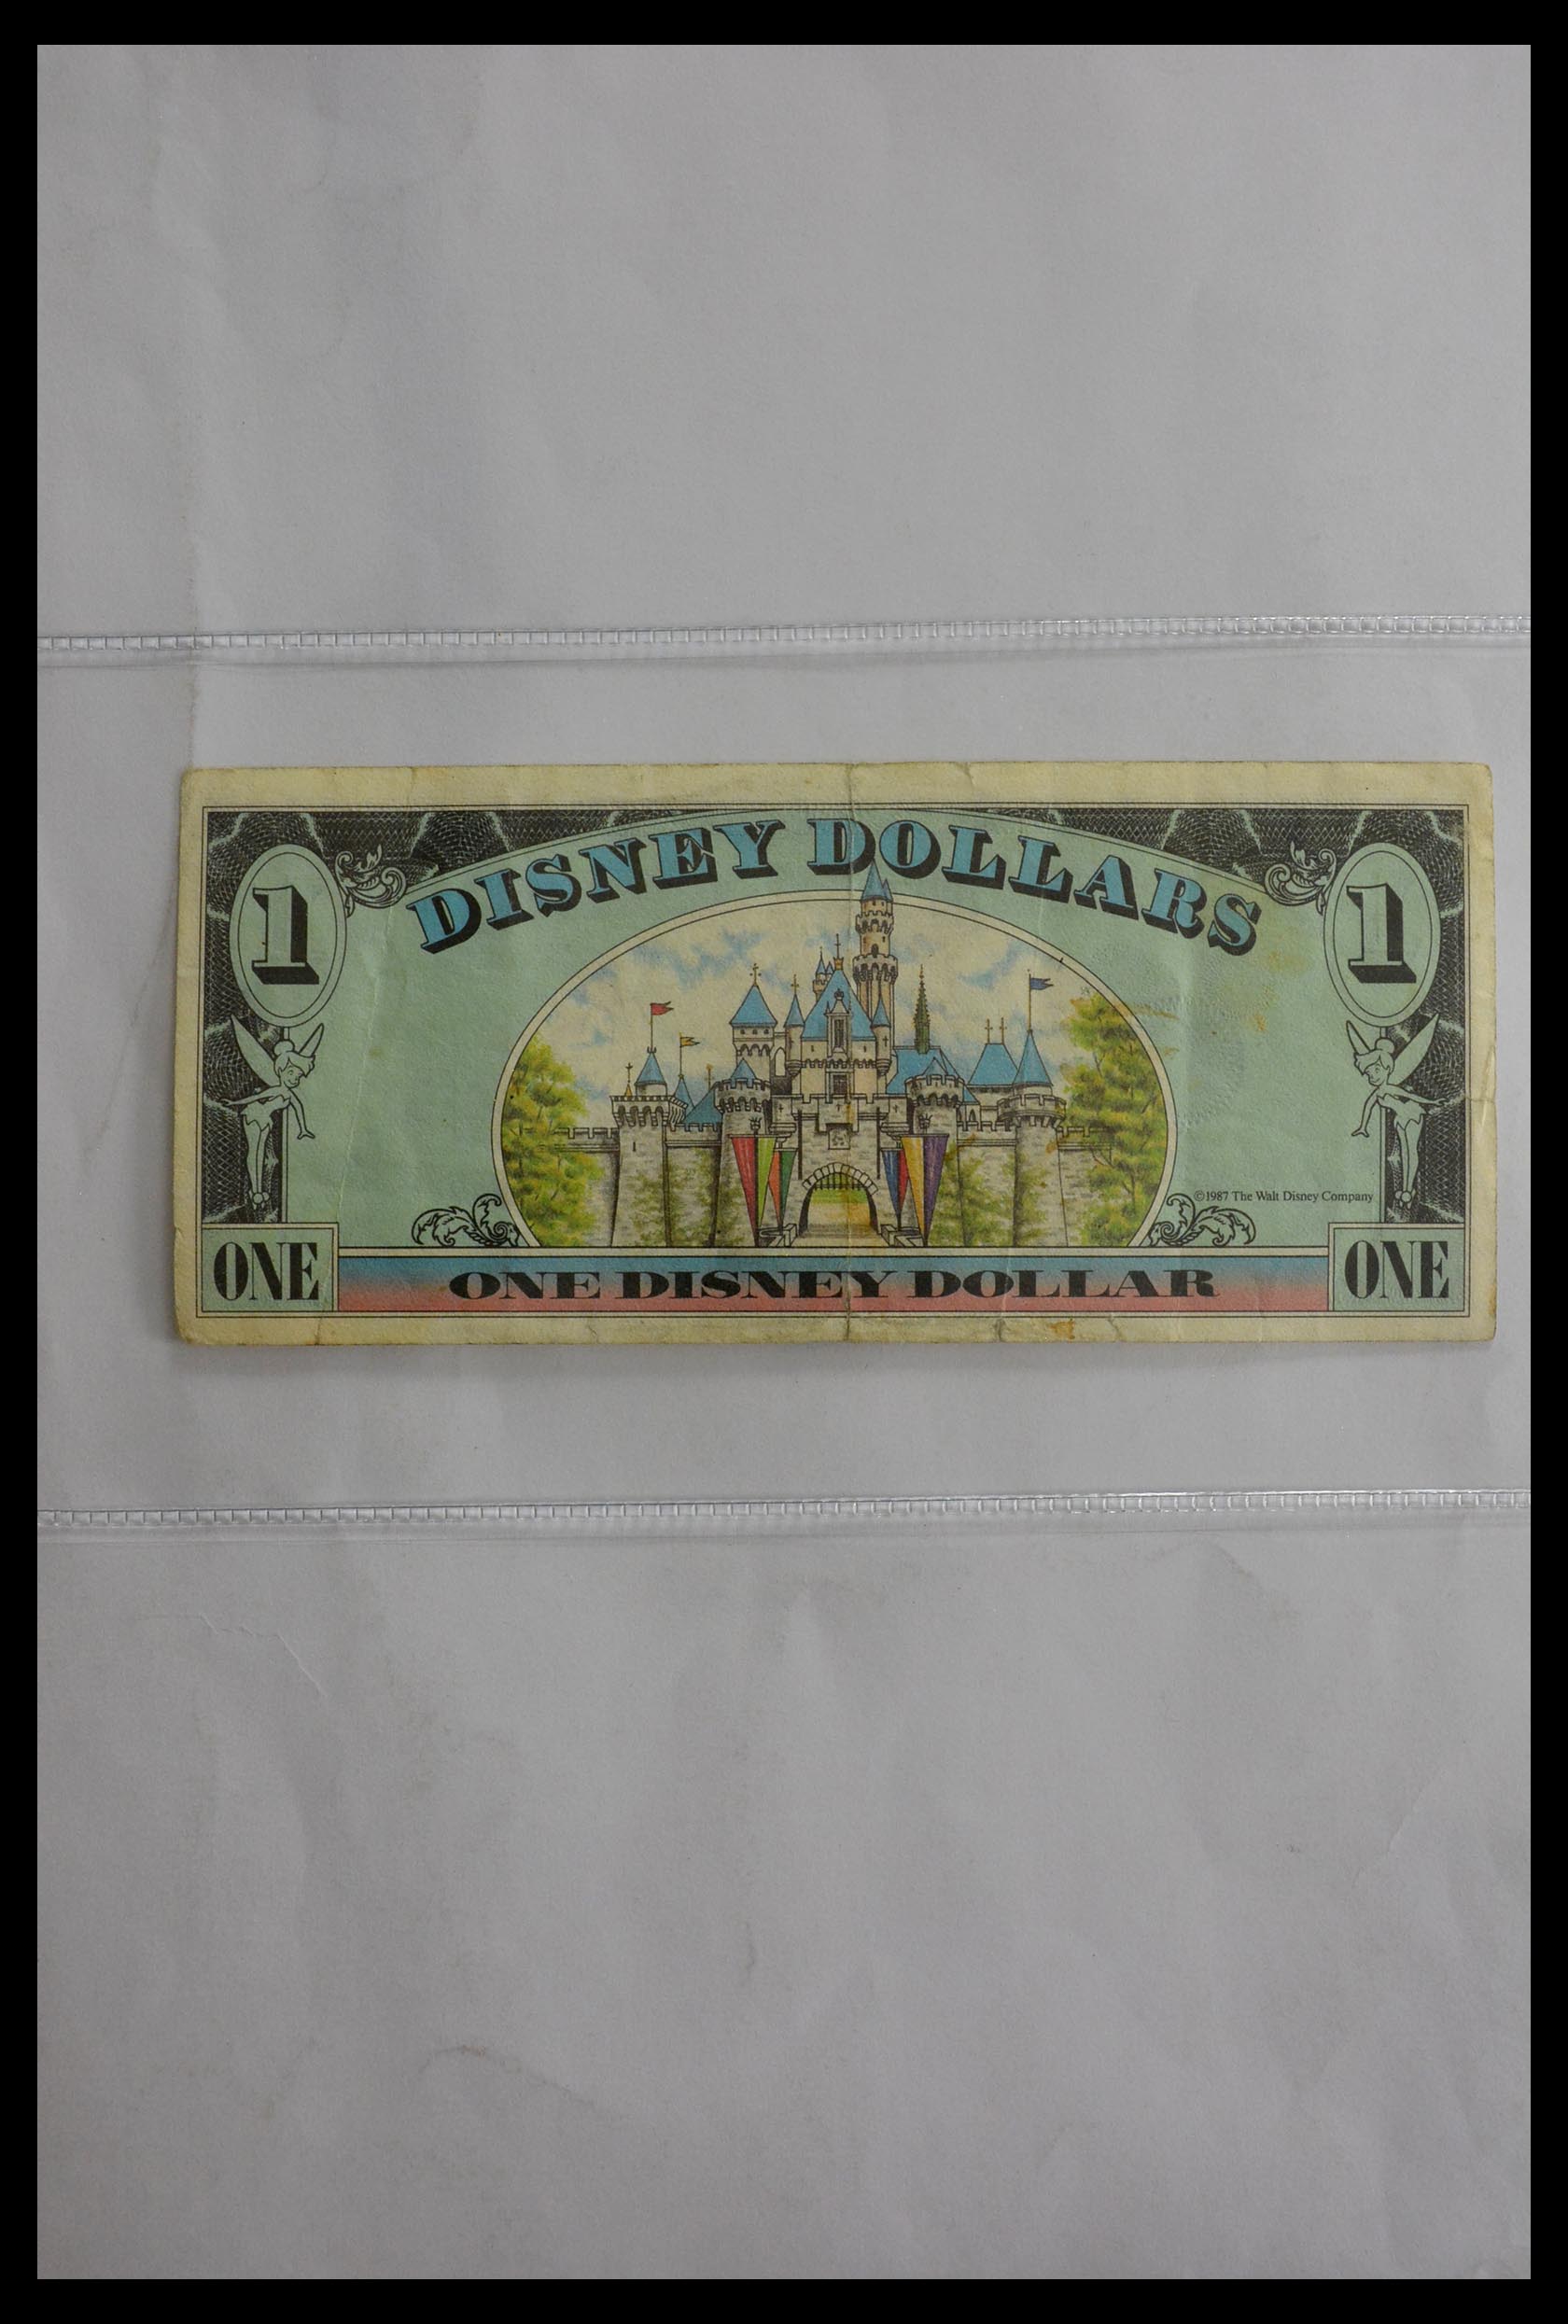 DISNEY DOLLARS
1 1
©1987 The Walt Disney Company
ONE ONE DISNEY DOLLAR ONE